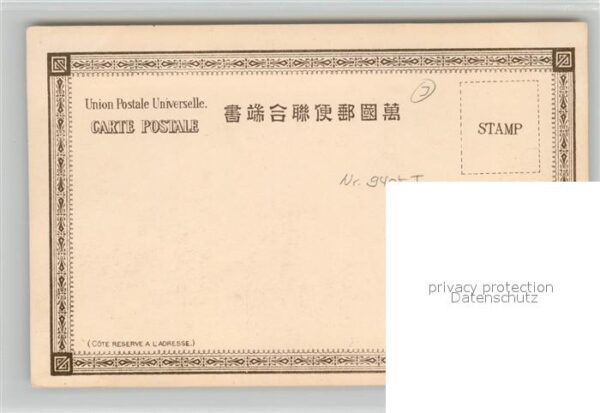 Union Postale Universelle.
CARTE POSTALE
萬國郵便聯合端書
STAMP
Nr.
(CÔTE RESERVE A L'ADRESSE.)
privacy protection
Datenschutz